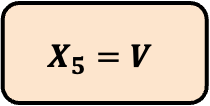 X₅ = V